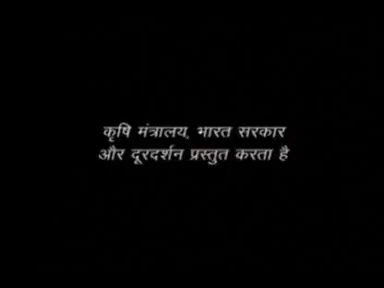 कृषि मंत्रालय, भारत सरकार
और दूरदर्शन प्रस्तुत करता है